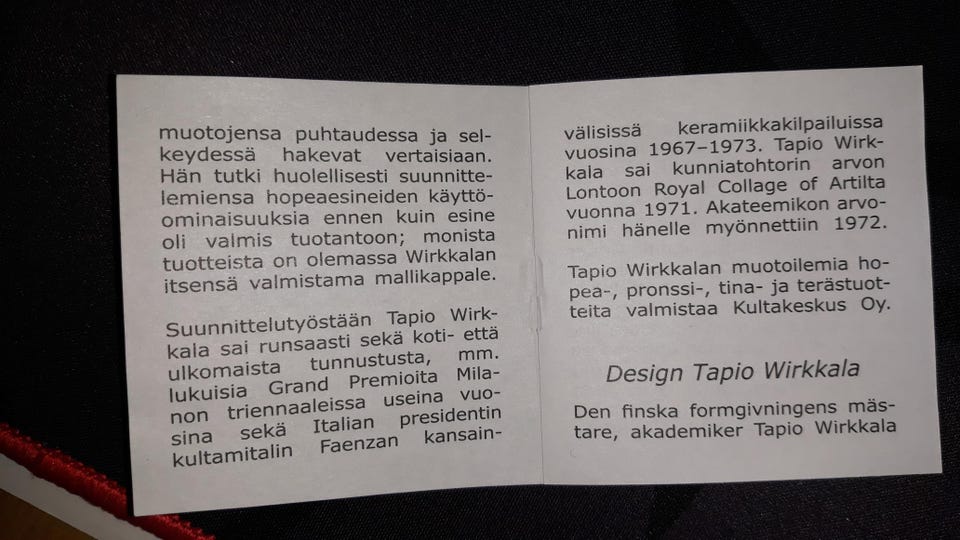 muotojensa puhtaudessa ja sel-
keydessä hakevat vertaisiaan.
Hän tutki huolellisesti suunnitte-
lemiensa hopeaesineiden käyttö-
ominaisuuksia ennen kuin esine
oli valmis tuotantoon; monista
tuotteista on olemassa Wirkkalan
itsensä valmistama mallikappale.
Suunnittelutyöstään Tapio Wirk-
kala sai runsaasti sekä koti- että
ulkomaista tunnustusta, mm.
lukuisia Grand Premioita Mila-
non triennaaleissa useina vuo-
sina sekä Italian presidentin
kultamitalin Faenzan kansain-
välisissä keramiikkakilpailuissa
vuosina 1967–1973. Tapio Wirk-
kala sai kunniatohtorin arvon
Lontoon Royal Collage of Artilta
vuonna 1971. Akateemikon arvo-
nimi hänelle myönnettiin 1972.
Tapio Wirkkalan muotoilemia ho-
pea-, pronssi-, tina- ja terästuot-
teita valmistaa Kultakeskus Oy.
Design Tapio Wirkkala
Den finska formgivningens mäs-
tare, akademiker Tapio Wirkkala